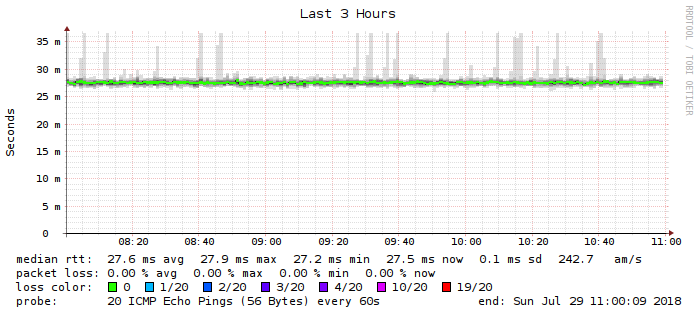 Last 3 Hours
RRDTOOL / TOBI OETIKER
Seconds
35 m
30 m
25 m
20 m
15 m
10 m
5 m
0
08:20 08:40 09:00 09:20 09:40 10:00 10:20 10:40 11:00
median rtt: 27.6 ms avg 27.9 ms max 27.2 ms min 27.5 ms now 0.1 ms sd 242.7 am/s
packet loss: 0.00 % avg 0.00 % max 0.00 % min 0.00 % now
loss color: 0 1/20 2/20 3/20 4/20 10/20 19/20
probe: 20 ICMP Echo Pings (56 Bytes) every 60s end: Sun Jul 29 11:00:09 2018